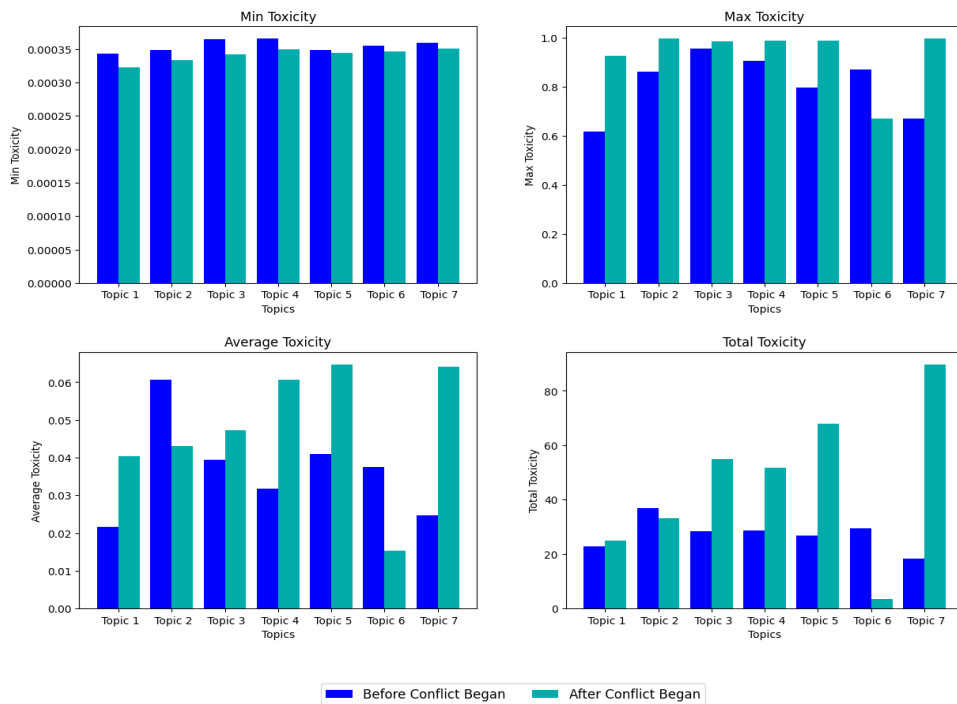 Min Toxicity
Min Toxicity
0.00035
0.00030
0.00025
0.00020
0.00015
0.00010
0.00005
0.00000
Topic 1 Topic 2 Topic 3 Topic 4 Topic 5 Topic 6 Topic 7
Topics
Max Toxicity
Max Toxicity
1.0
0.8
0.6
0.4
0.2
0.0
Topic 1 Topic 2 Topic 3 Topic 4 Topic 5 Topic 6 Topic 7
Topics
Average Toxicity
Average Toxicity
0.06
0.05
0.04
0.03
0.02
0.01
0.00
Topic 1 Topic 2 Topic 3 Topic 4 Topic 5 Topic 6 Topic 7
Topics
Total Toxicity
Total Toxicity
80
60
40
20
0
Topic 1 Topic 2 Topic 3 Topic 4 Topic 5 Topic 6 Topic 7
Topics
Before Conflict Began After Conflict Began